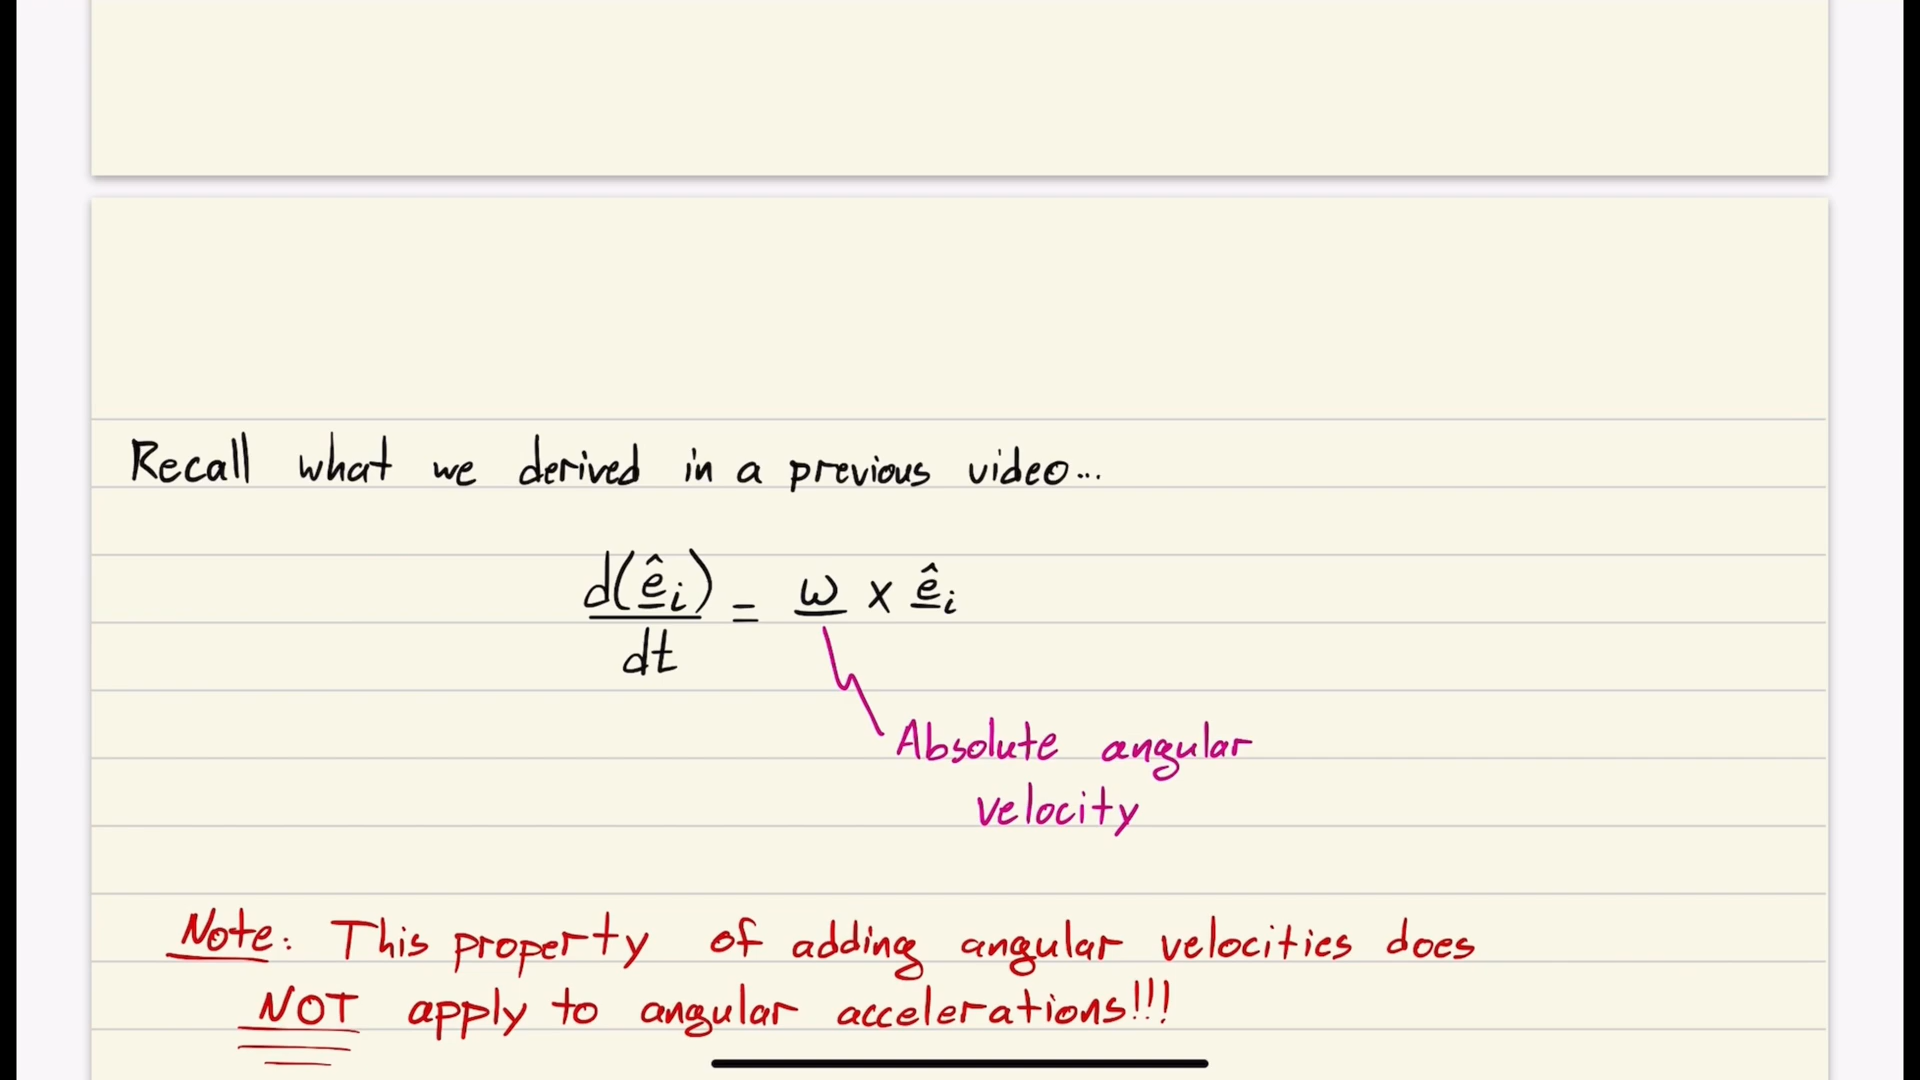 Recall what we derived in a previous video...
d(ê_i)/dt = ω × ê_i
Absolute angular
velocity
Note: This property of adding angular velocities does
NOT apply to angular accelerations!!!